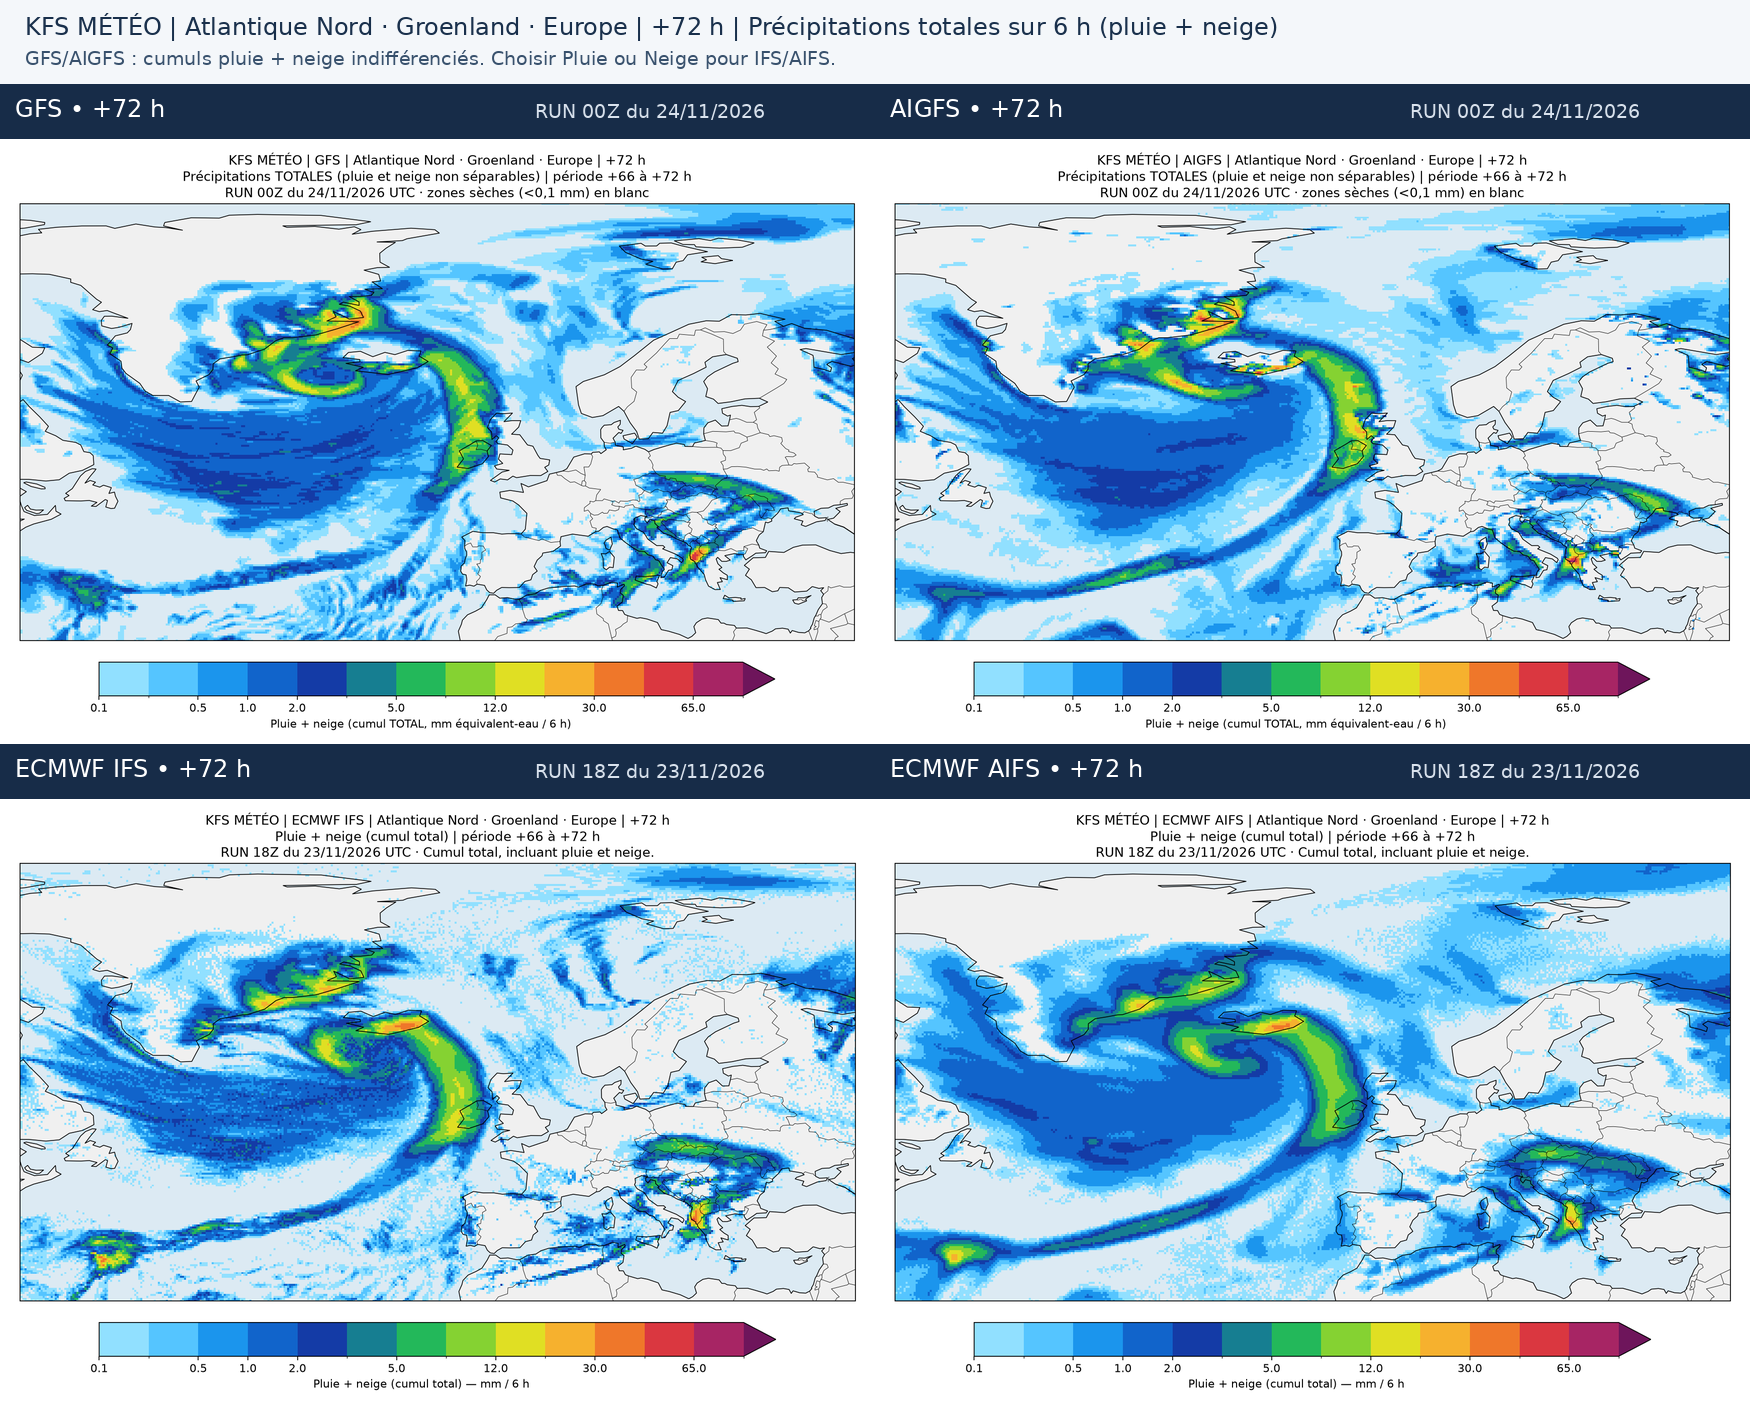 KFS MÉTÉO | Atlantique Nord · Groenland · Europe | +72 h | Précipitations totales sur 6 h (pluie + neige)
GFS/AIGFS : cumuls pluie + neige indifférenciés. Choisir Pluie ou Neige pour IFS/AIFS.
GFS • +72 h
RUN 00Z du 24/11/2026
AIGFS • +72 h
RUN 00Z du 24/11/2026
KFS MÉTÉO | GFS | Atlantique Nord · Groenland · Europe | +72 h
Précipitations TOTALES (pluie et neige non séparables) | période +66 à +72 h
RUN 00Z du 24/11/2026 UTC · zones sèches (<0,1 mm) en blanc
0.1 0.5 1.0 2.0 5.0 12.0 30.0 65.0
Pluie + neige (cumul TOTAL, mm équivalent-eau / 6 h)
KFS MÉTÉO | AIGFS | Atlantique Nord · Groenland · Europe | +72 h
Précipitations TOTALES (pluie et neige non séparables) | période +66 à +72 h
RUN 00Z du 24/11/2026 UTC · zones sèches (<0,1 mm) en blanc
0.1 0.5 1.0 2.0 5.0 12.0 30.0 65.0
Pluie + neige (cumul TOTAL, mm équivalent-eau / 6 h)
ECMWF IFS • +72 h
RUN 18Z du 23/11/2026
ECMWF AIFS • +72 h
RUN 18Z du 23/11/2026
KFS MÉTÉO | ECMWF IFS | Atlantique Nord · Groenland · Europe | +72 h
Pluie + neige (cumul total) | période +66 à +72 h
RUN 18Z du 23/11/2026 UTC · Cumul total, incluant pluie et neige.
0.1 0.5 1.0 2.0 5.0 12.0 30.0 65.0
Pluie + neige (cumul total) — mm / 6 h
KFS MÉTÉO | ECMWF AIFS | Atlantique Nord · Groenland · Europe | +72 h
Pluie + neige (cumul total) | période +66 à +72 h
RUN 18Z du 23/11/2026 UTC · Cumul total, incluant pluie et neige.
0.1 0.5 1.0 2.0 5.0 12.0 30.0 65.0
Pluie + neige (cumul total) — mm / 6 h